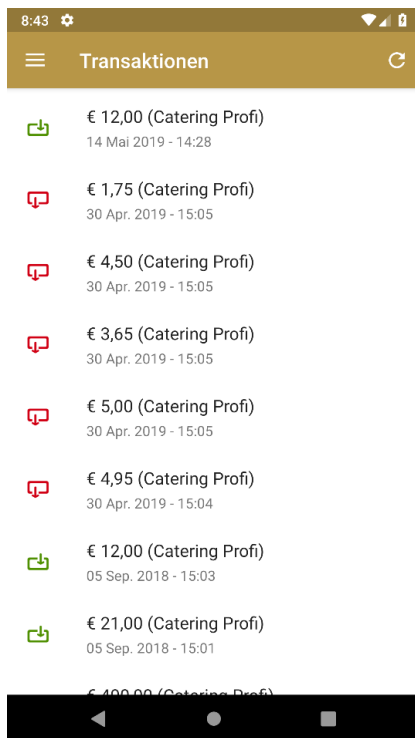 8:43
Transaktionen
€ 12,00 (Catering Profi)
14 Mai 2019 - 14:28
€ 1,75 (Catering Profi)
30 Apr. 2019 - 15:05
€ 4,50 (Catering Profi)
30 Apr. 2019 - 15:05
€ 3,65 (Catering Profi)
30 Apr. 2019 - 15:05
€ 5,00 (Catering Profi)
30 Apr. 2019 - 15:05
€ 4,95 (Catering Profi)
30 Apr. 2019 - 15:04
€ 12,00 (Catering Profi)
05 Sep. 2018 - 15:03
€ 21,00 (Catering Profi)
05 Sep. 2018 - 15:01
(Catering Profi)